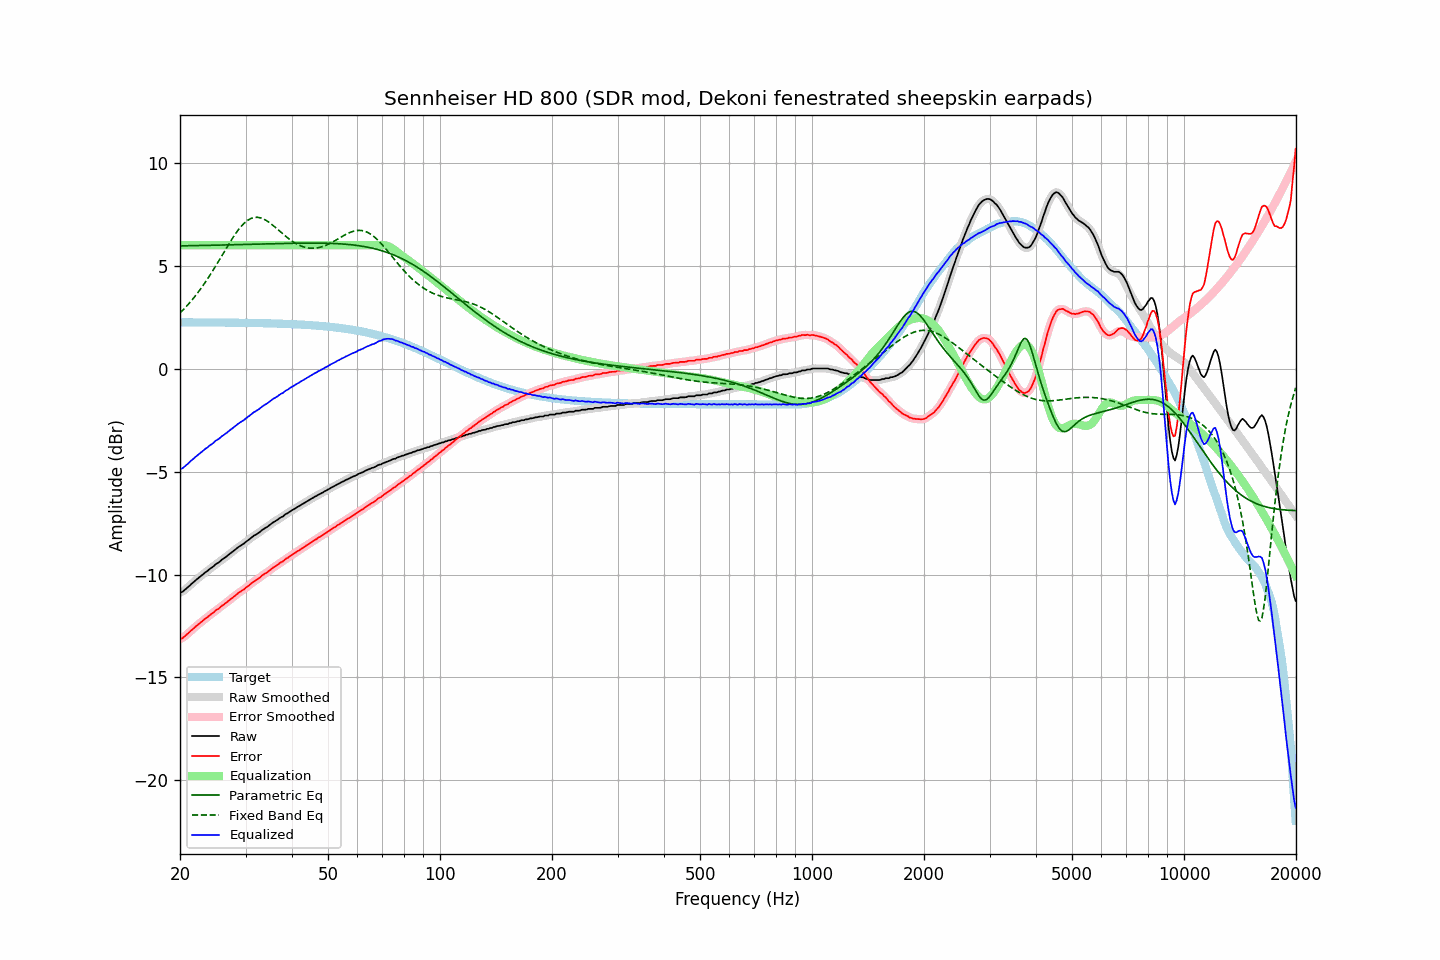 Sennheiser HD 800 (SDR mod, Dekoni fenestrated sheepskin earpads)
Amplitude (dBr)
10
5
0
−5
−10
−15
−20
Target
Raw Smoothed
Error Smoothed
Raw
Error
Equalization
Parametric Eq
Fixed Band Eq
Equalized
20 50 100 200 500 1000 2000 5000 10000 20000
Frequency (Hz)